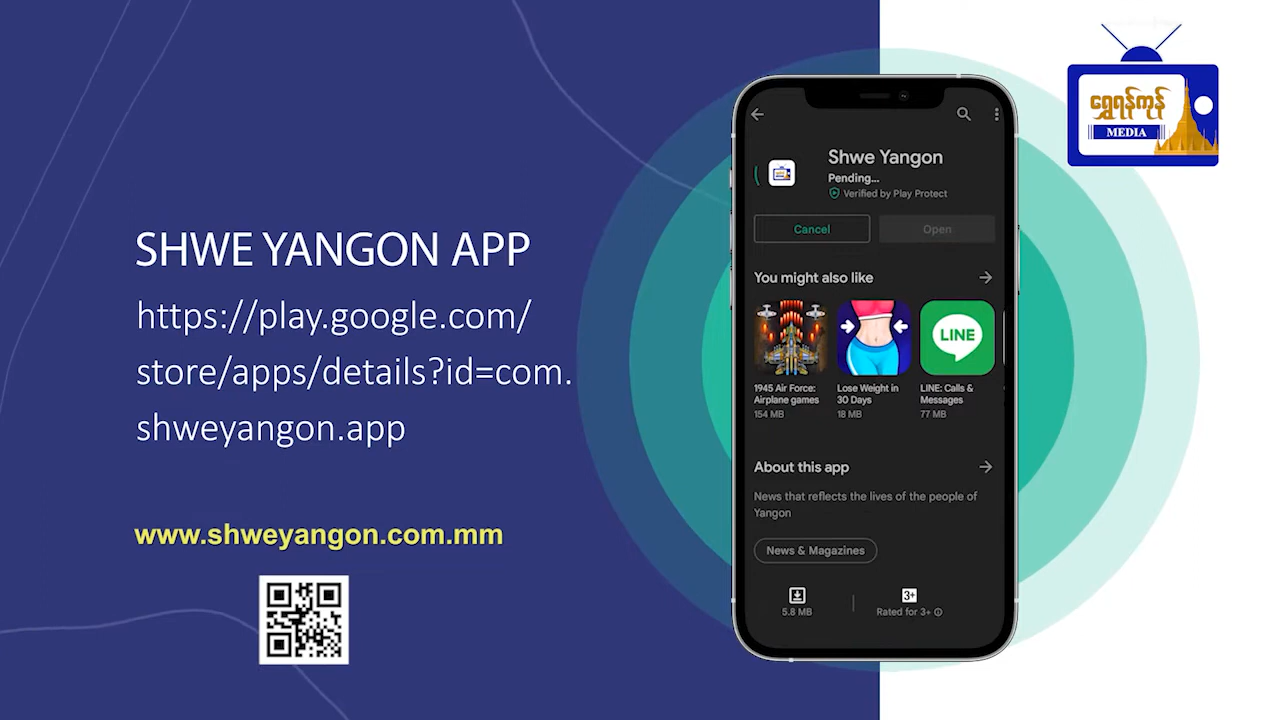 ရွှေရန်ကုန်
MEDIA
SHWE YANGON APP
https://play.google.com/
store/apps/details?id=com.
shweyangon.app
www.shweyangon.com.mm
Shwe Yangon
Pending...
Verified by Play Protect
Cancel
Open
You might also like
LINE
1945 Air Force:
Airplane games
154 MB
Lose Weight in
30 Days
18 MB
LINE: Calls &
Messages
77 MB
About this app
News that reflects the lives of the people of
Yangon
News & Magazines
3+
5.8 MB
Rated for 3+